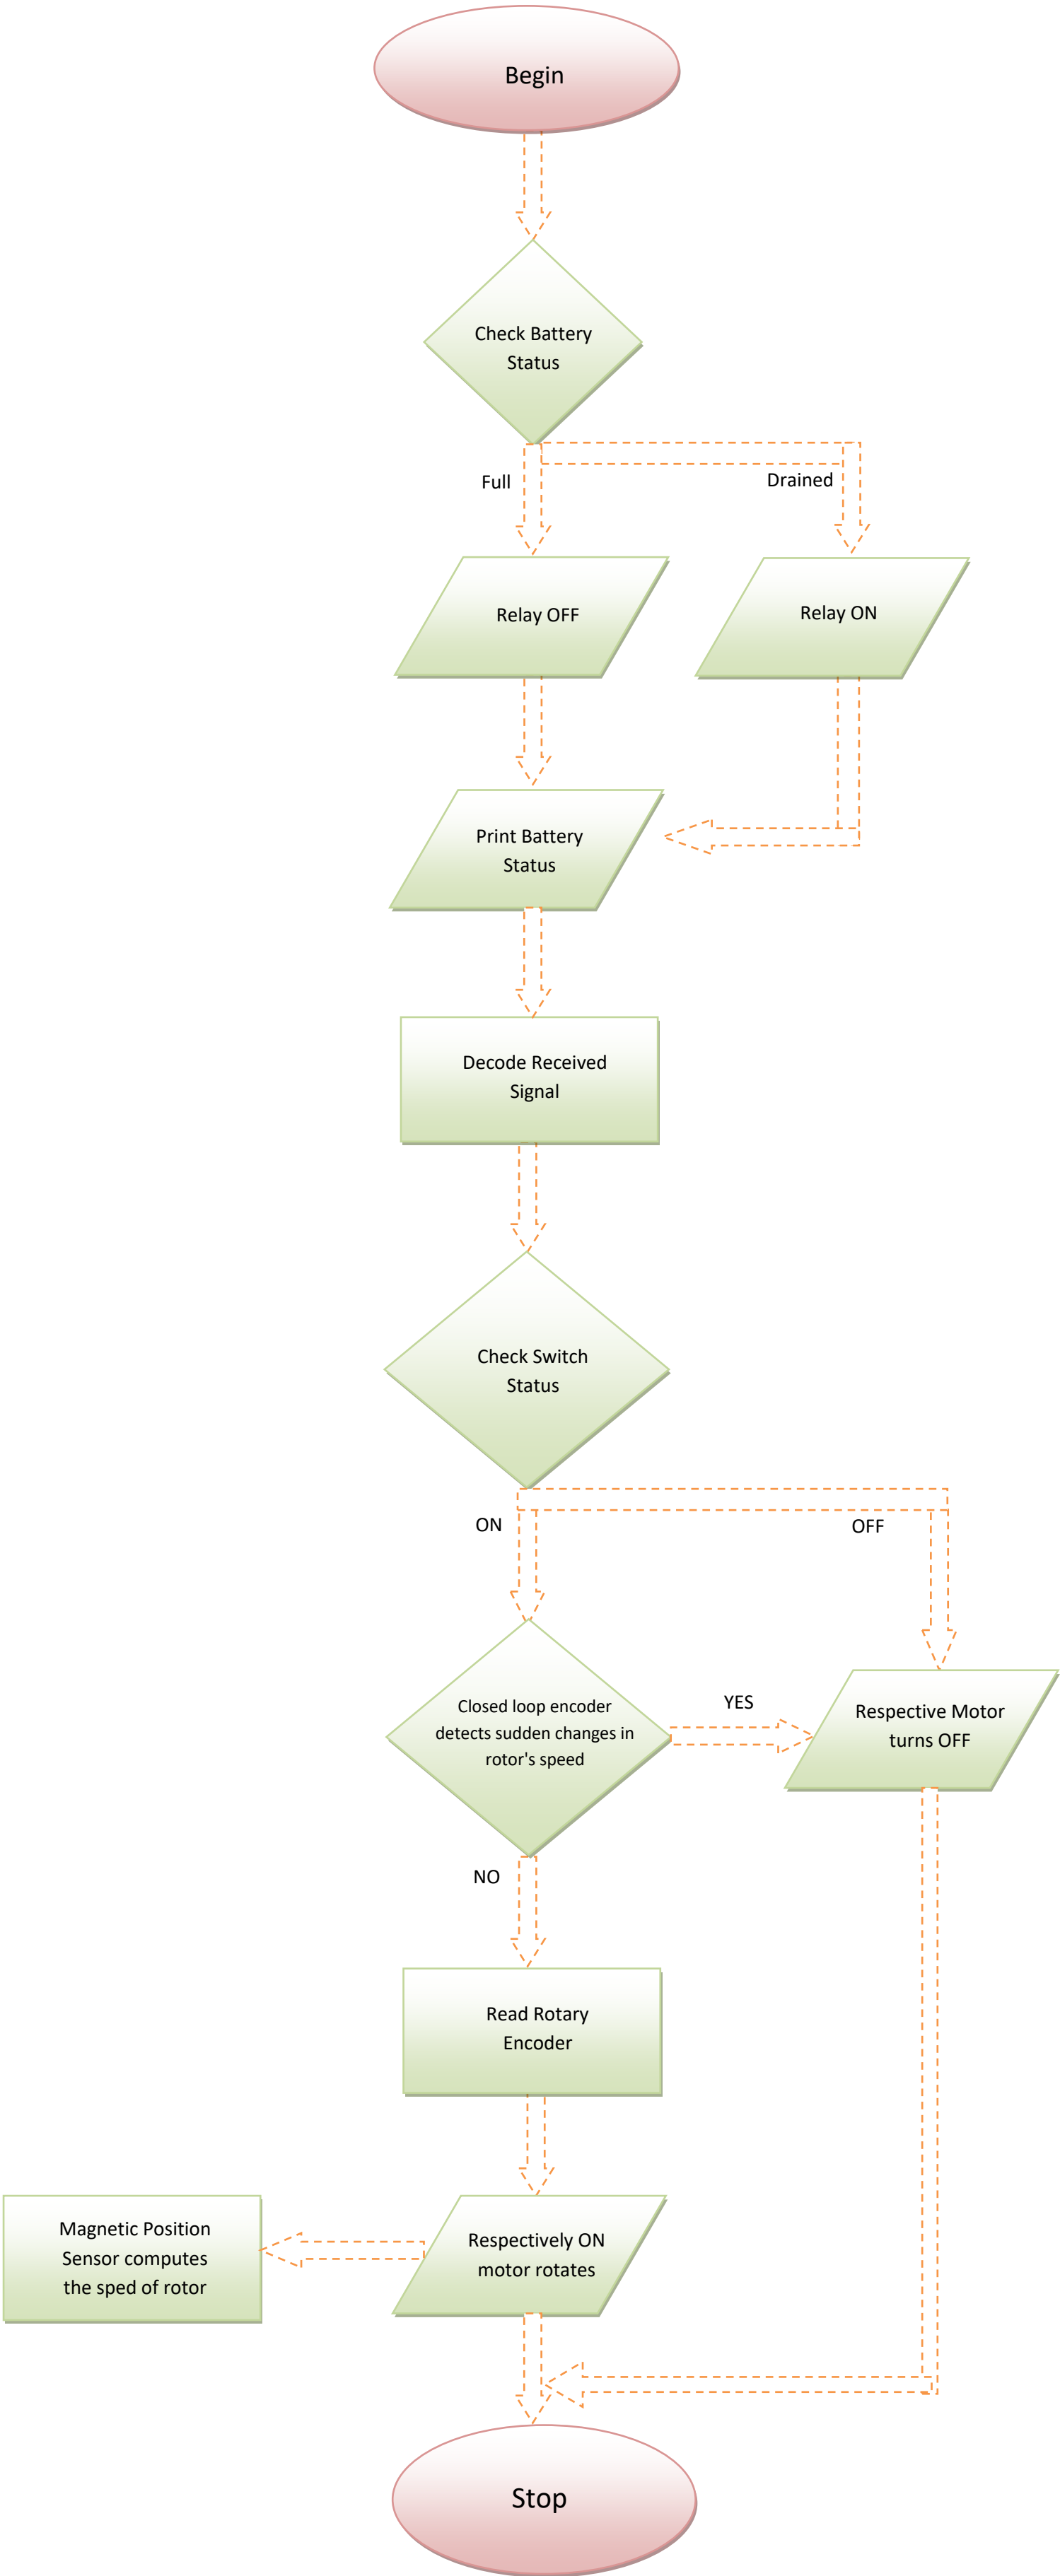 Begin
Check Battery
Status
Full
Drained
Relay OFF
Relay ON
Print Battery
Status
Decode Received
Signal
Check Switch
Status
ON
OFF
Closed loop encoder
detects sudden changes in
rotor's speed
YES
Respective Motor
turns OFF
NO
Read Rotary
Encoder
Magnetic Position
Sensor computes
the sped of rotor
Respectively ON
motor rotates
Stop